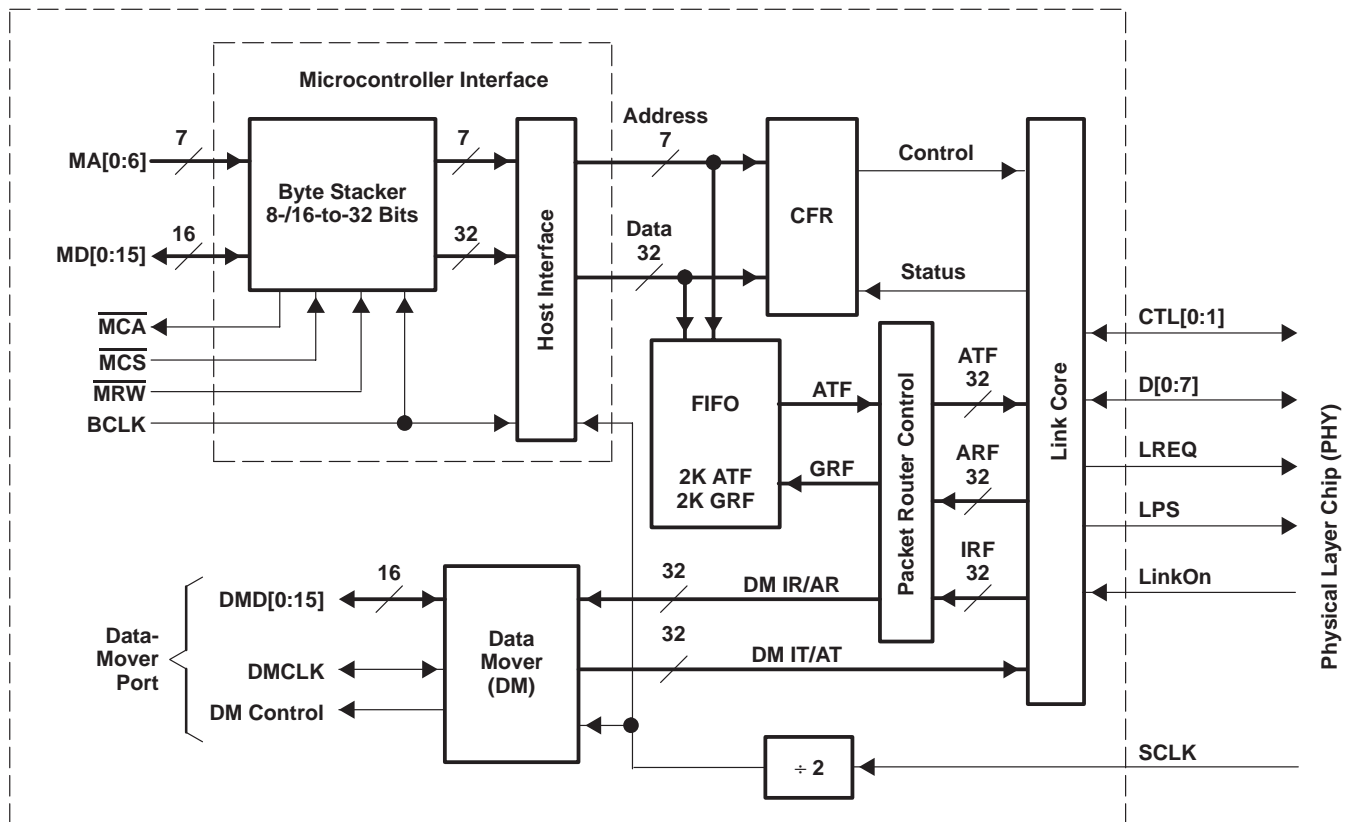 Microcontroller Interface
MA[0:6]
7
Byte Stacker
8-/16-to-32 Bits
7
MD[0:15]
16
32
MCA
MCS
MRW
BCLK
Host Interface
Address
7
Data
32
CFR
Control
Status
FIFO
2K ATF
2K GRF
ATF
GRF
Packet Router Control
ATF
32
ARF
32
IRF
32
Link Core
CTL[0:1]
D[0:7]
LREQ
LPS
LinkOn
SCLK
Physical Layer Chip (PHY)
Data-
Mover
Port
DMD[0:15]
16
DMCLK
DM Control
Data
Mover
(DM)
32
DM IR/AR
32
DM IT/AT
÷ 2